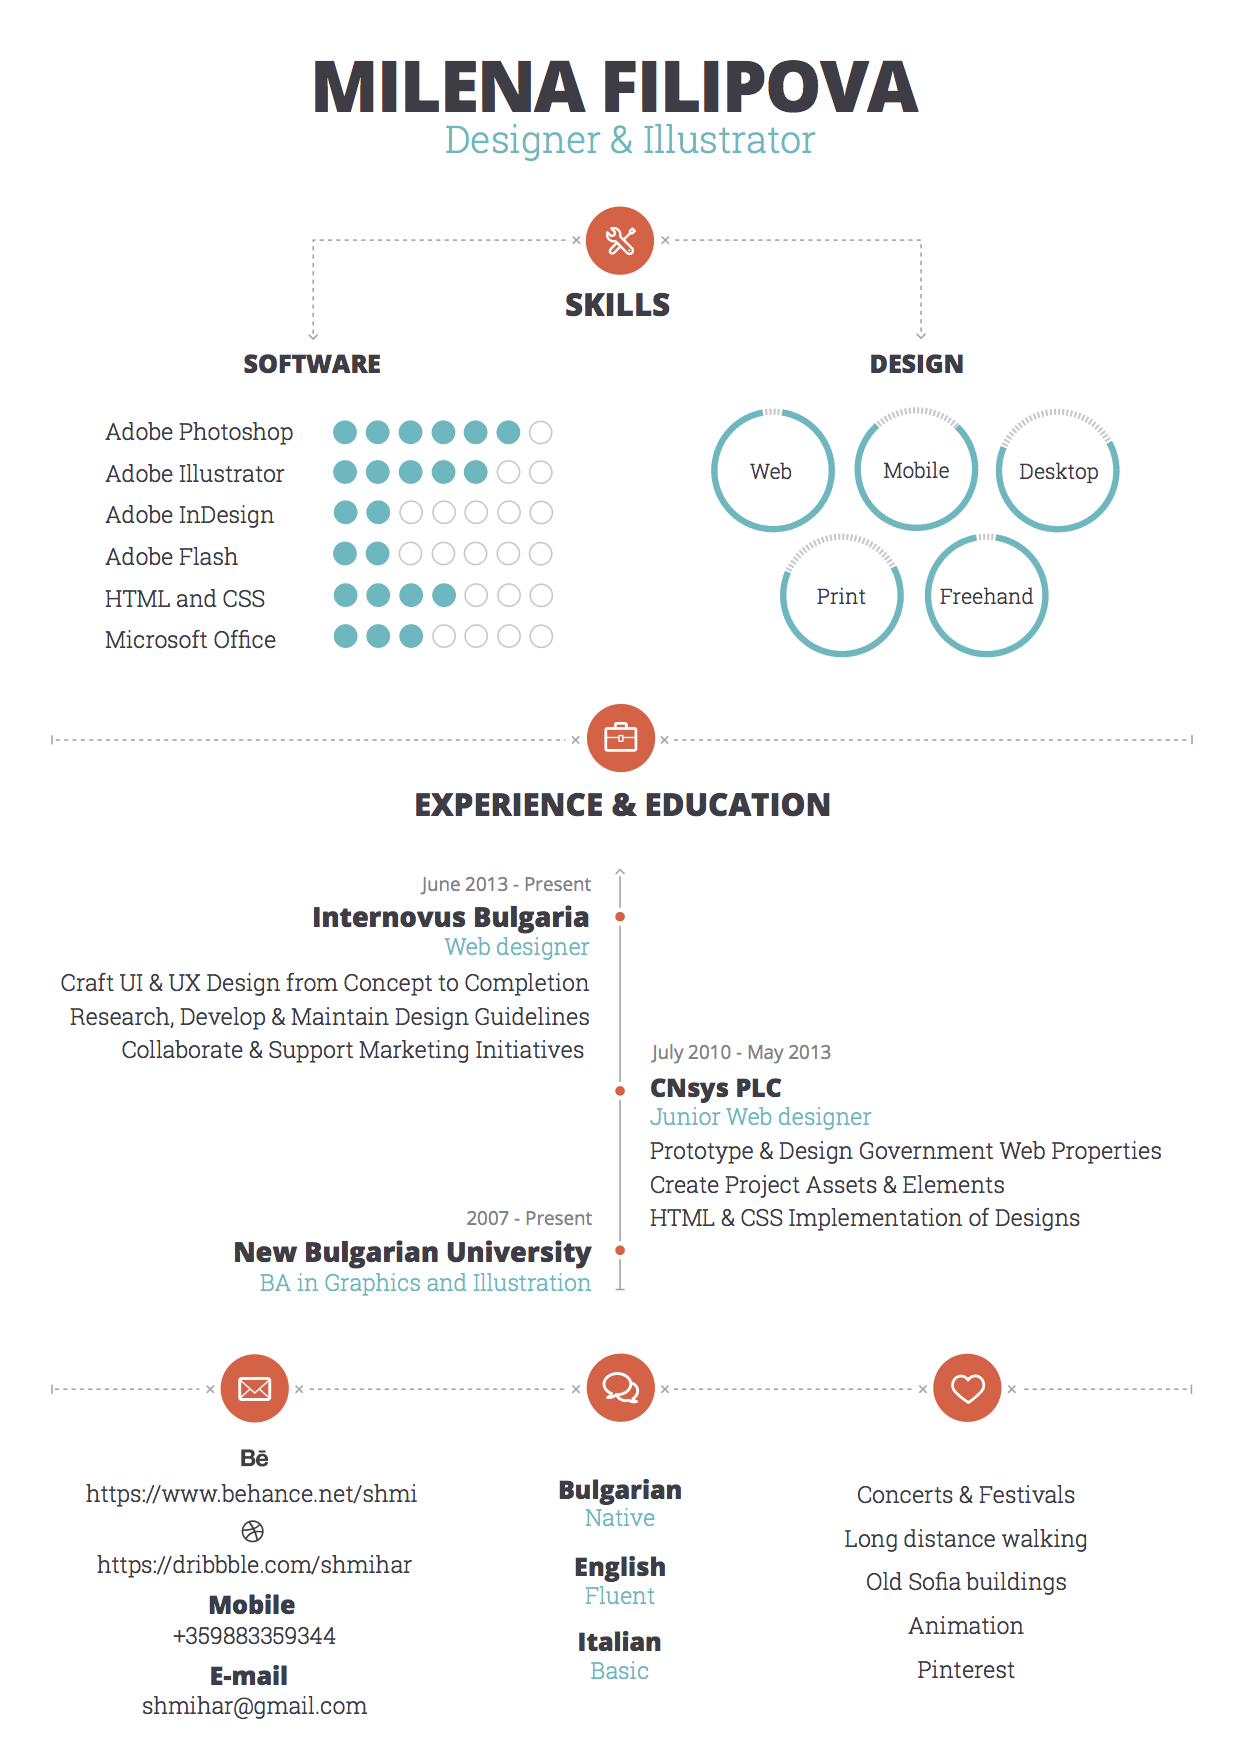 MILENA FILIPOVA
Designer & Illustrator
SKILLS
SOFTWARE
Adobe Photoshop
Adobe Illustrator
Adobe InDesign
Adobe Flash
HTML and CSS
Microsoft Office
DESIGN
Web
Mobile
Desktop
Print
Freehand
EXPERIENCE & EDUCATION
June 2013 - Present
Internovus Bulgaria
Web designer
Craft UI & UX Design from Concept to Completion
Research, Develop & Maintain Design Guidelines
Collaborate & Support Marketing Initiatives
July 2010 - May 2013
CNsys PLC
Junior Web designer
Prototype & Design Government Web Properties
Create Project Assets & Elements
HTML & CSS Implementation of Designs
2007 - Present
New Bulgarian University
BA in Graphics and Illustration
Bē
https://www.behance.net/shmi
https://dribbble.com/shmihar
Mobile
+359883359344
E-mail
shmihar@gmail.com
Bulgarian
Native
English
Fluent
Italian
Basic
Concerts & Festivals
Long distance walking
Old Sofia buildings
Animation
Pinterest